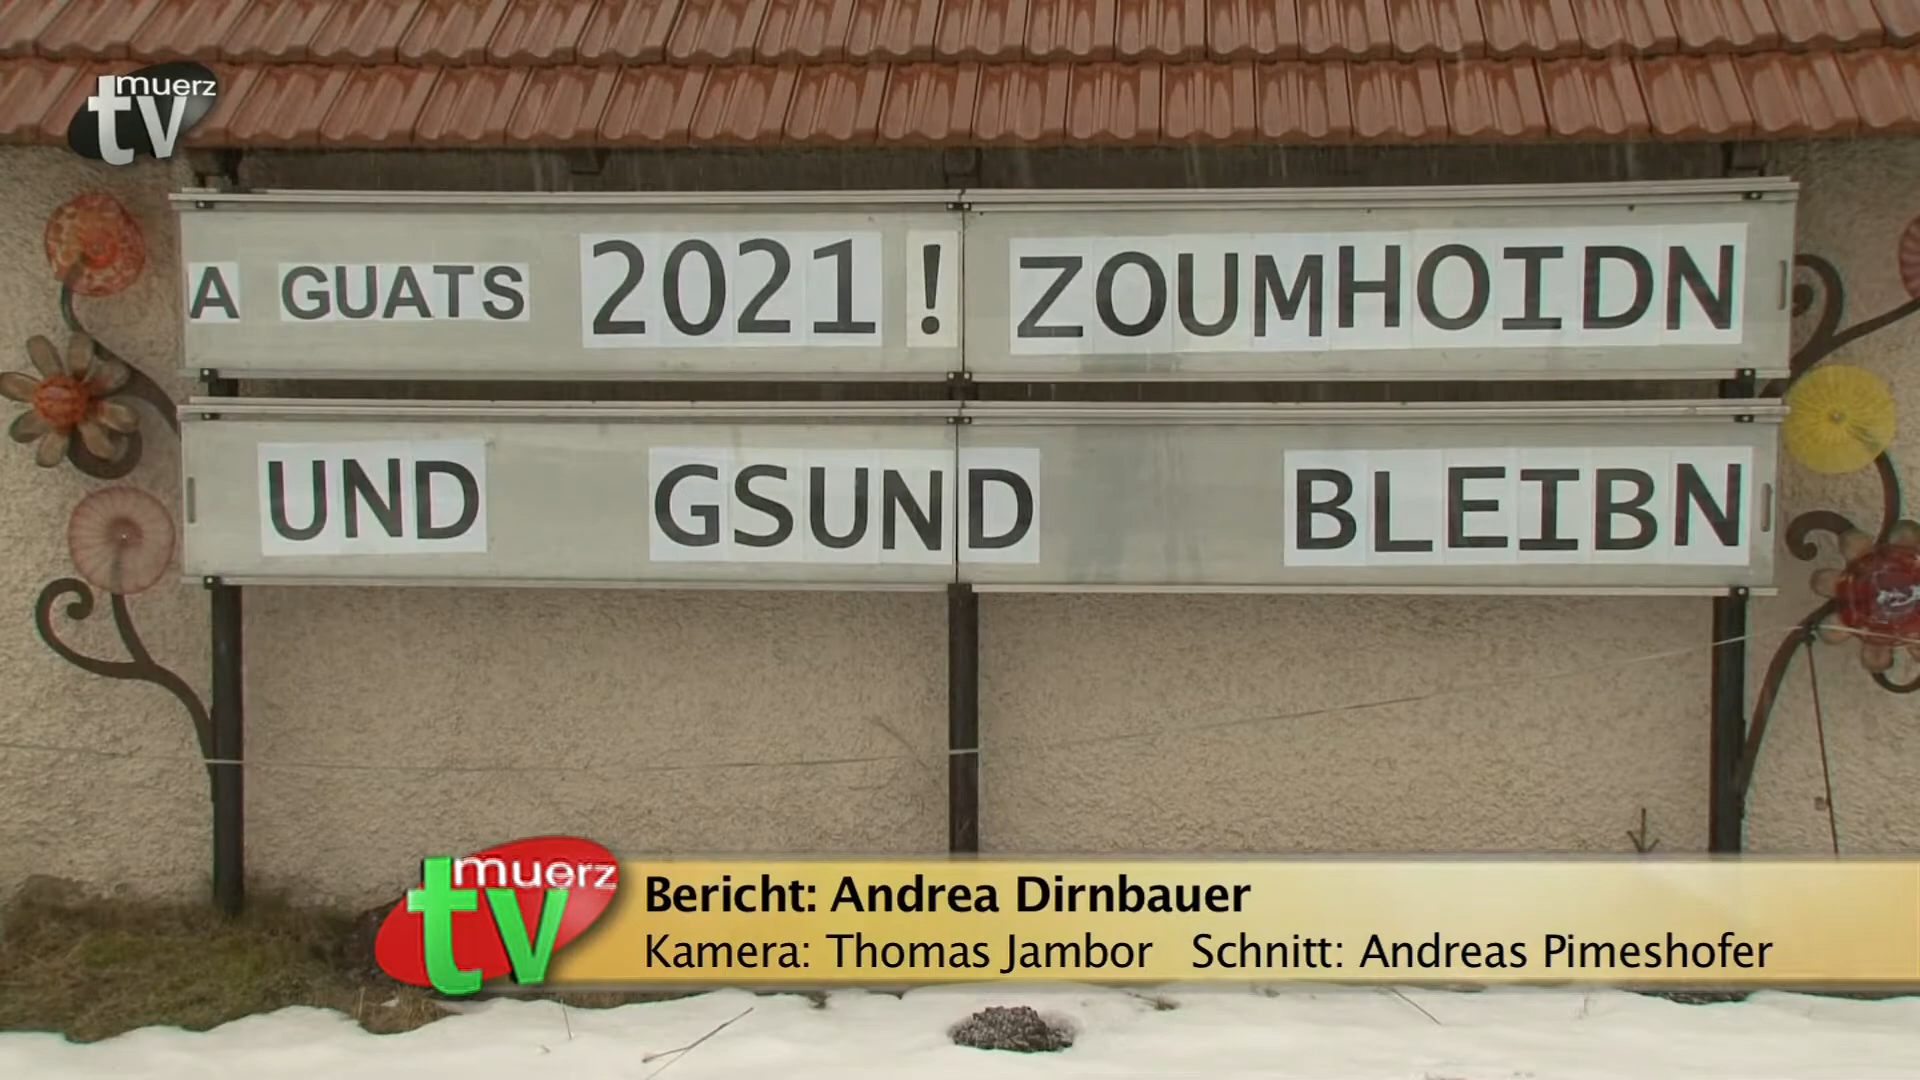 muerz
tv
A GUATS 2021! ZOUMHOIDN
UND GSUND BLEIBN
muerz
tv
Bericht: Andrea Dirnbauer
Kamera: Thomas Jambor Schnitt: Andreas Pimeshofer